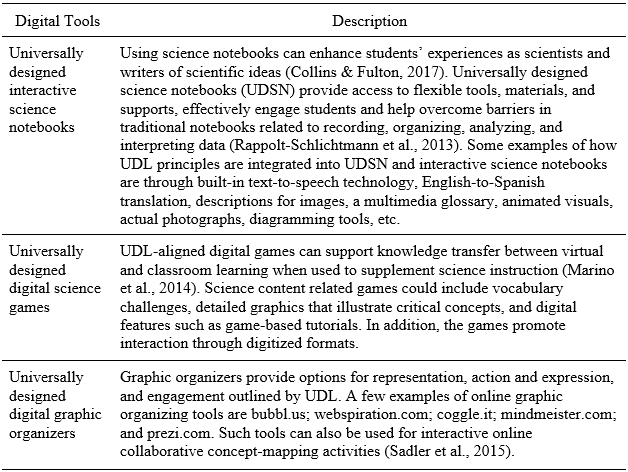 Digital Tools Description
Universally designed interactive science notebooks
Using science notebooks can enhance students’ experiences as scientists and
writers of scientific ideas (Collins & Fulton, 2017). Universally designed
science notebooks (UDSN) provide access to flexible tools, materials, and
supports, effectively engage students and help overcome barriers in
traditional notebooks related to recording, organizing, analyzing, and
interpreting data (Rappolt-Schlichtmann et al., 2013). Some examples of how
UDL principles are integrated into UDSN and interactive science notebooks
are through built-in text-to-speech technology, English-to-Spanish
translation, descriptions for images, a multimedia glossary, animated visuals,
actual photographs, diagramming tools, etc.
Universally
designed
digital science
games
UDL-aligned digital games can support knowledge transfer between virtual
and classroom learning when used to supplement science instruction (Marino
et al., 2014). Science content related games could include vocabulary
challenges, detailed graphics that illustrate critical concepts, and digital
features such as game-based tutorials. In addition, the games promote
interaction through digitized formats.
Universally
designed
digital graphic
organizers
Graphic organizers provide options for representation, action and expression,
and engagement outlined by UDL. A few examples of online graphic
organizing tools are bubbl.us; webspiration.com; coggle.it; mindmeister.com;
and prezi.com. Such tools can also be used for interactive online
collaborative concept-mapping activities (Sadler et al., 2015).